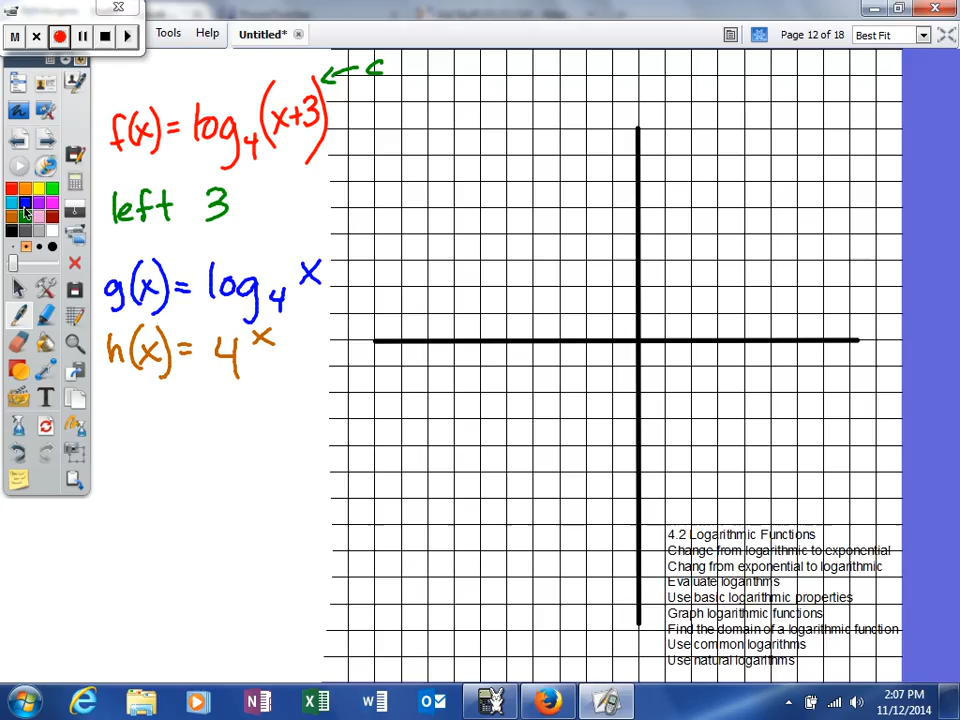 M
Tools Help Untitled* Page 12 of 18 Best Fit
f(x) = log₄(x+3) ← c
left 3
g(x) = log₄ x
h(x) = 4ˣ
4.2 Logarithmic Functions
Change from logarithmic to exponential
Chang from exponential to logarithmic
Evaluate logarithms
Use basic logarithmic properties
Graph logarithmic functions
Find the domain of a logarithmic function
Use common logarithms
Use natural logarithms
2:07 PM
11/12/2014